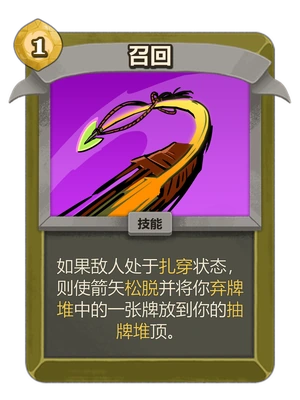 1
召回
技能
如果敌人处于扎穿状态，
则使箭矢松脱并将你弃牌
堆中的一张牌放到你的抽
牌堆顶。